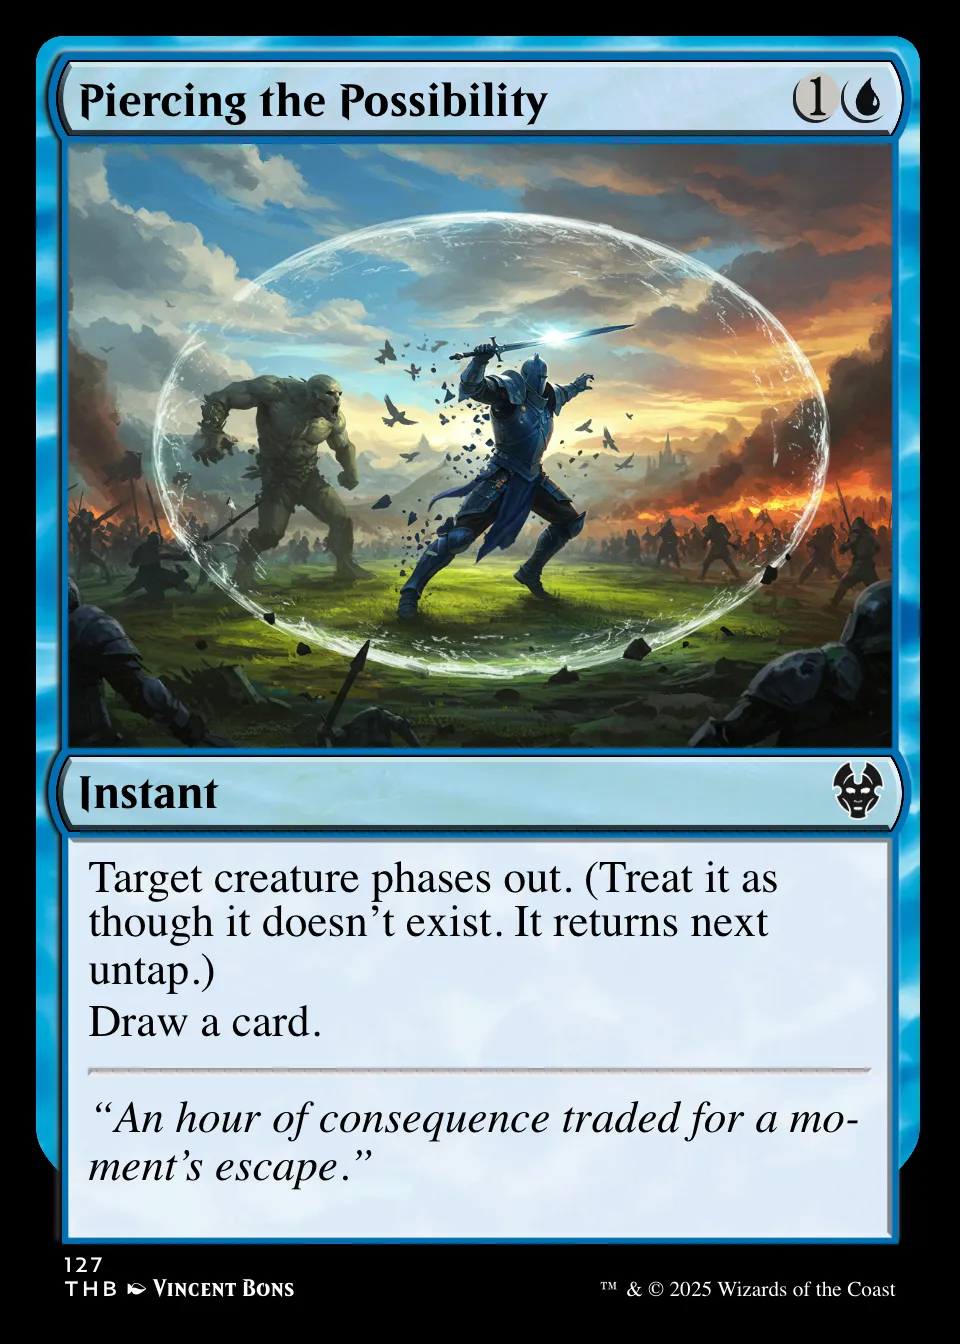 Piercing the Possibility 1
Instant
Target creature phases out. (Treat it as
though it doesn’t exist. It returns next
untap.)
Draw a card.
“An hour of consequence traded for a mo-
ment’s escape.”
127
THB VINCENT BONS
™ & © 2025 Wizards of the Coast